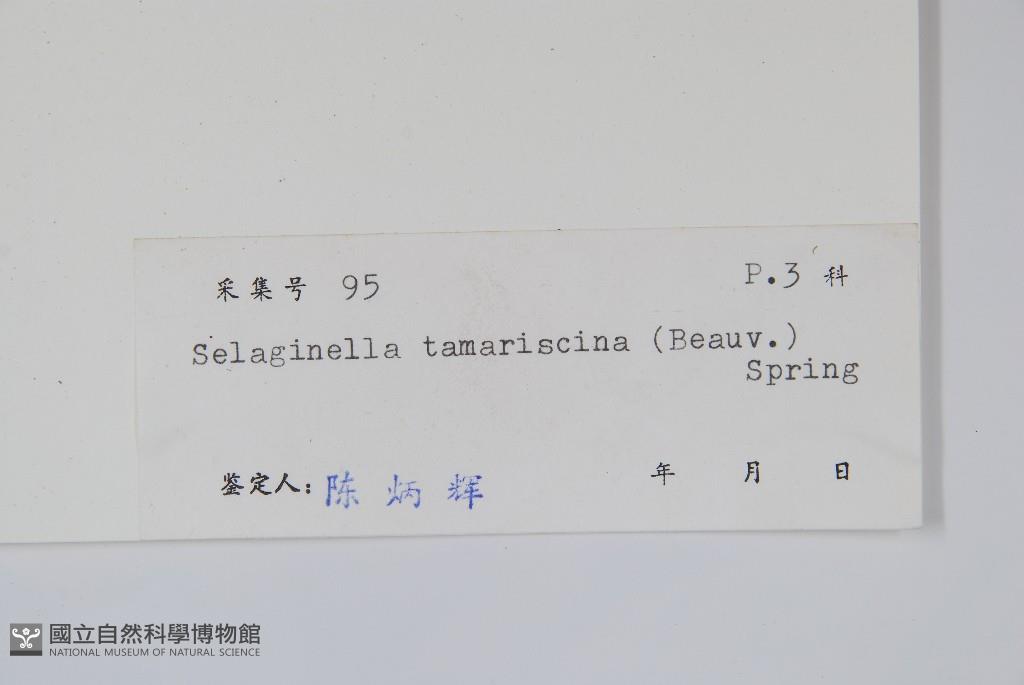 采集号 95 P.3 科
Selaginella tamariscina (Beauv.)
Spring
鉴定人: 陈炳辉 年 月 日
國立自然科學博物館
NATIONAL MUSEUM OF NATURAL SCIENCE